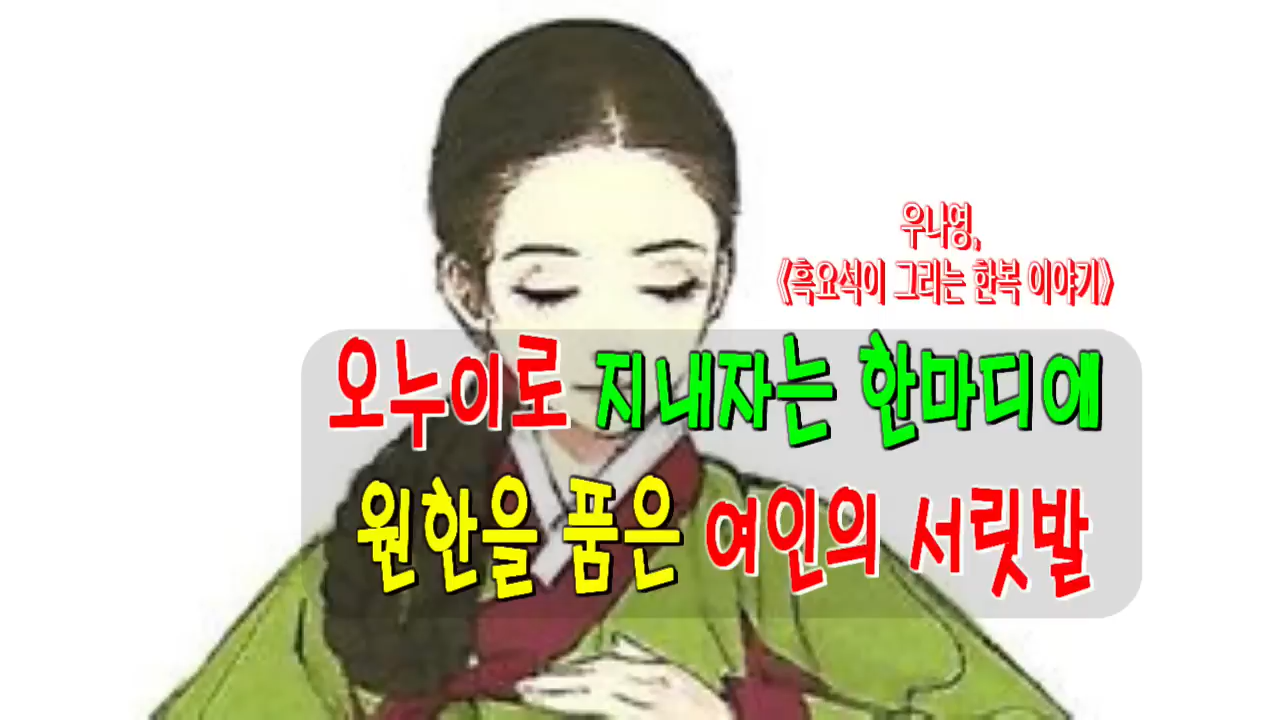 우나영,
《흑요석이 그리는 한복 이야기》
오누이로 지내자는 한마디에
원한을 품은 여인의 서릿발